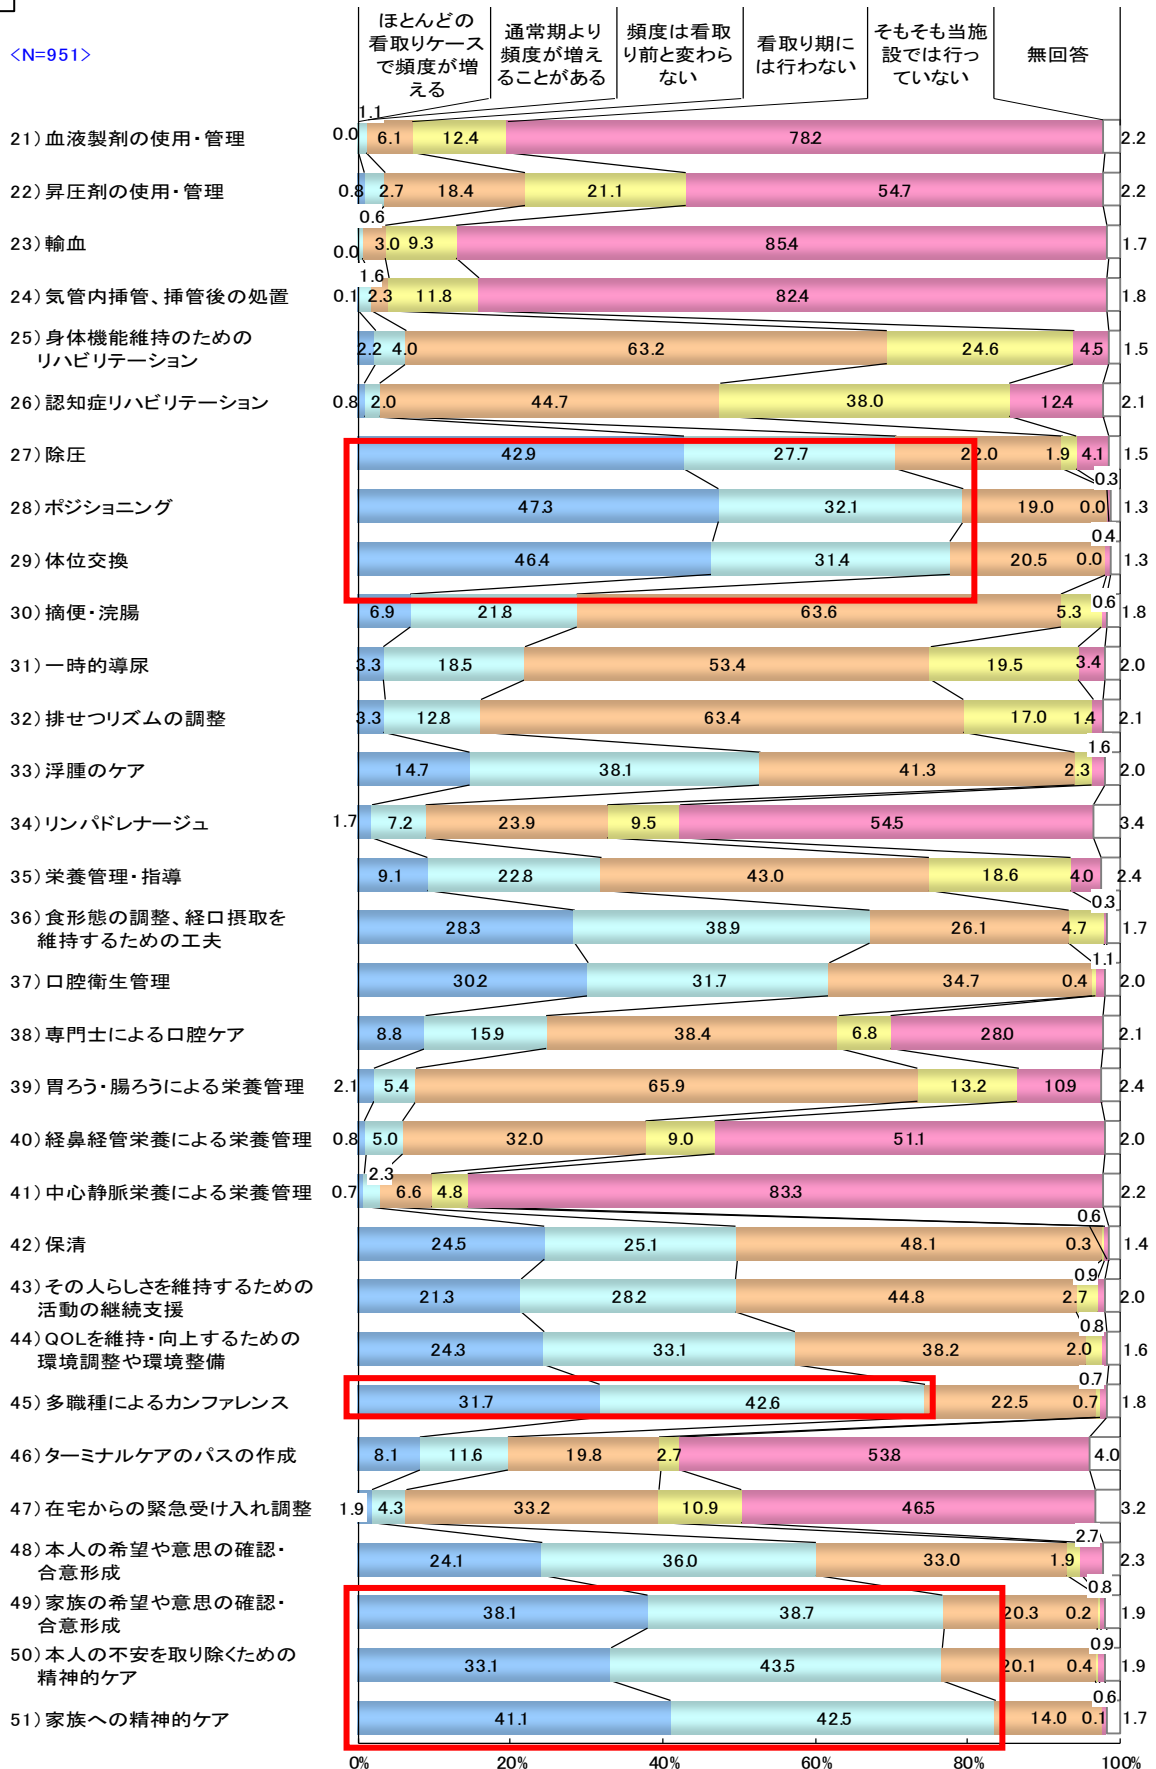 <N=951>
ほとんどの
看取りケース
で頻度が増
える
通常期より
頻度が増え
ることがある
頻度は看取
り前と変わら
ない
看取り期に
は行わない
そもそも当施
設では行っ
ていない
無回答
21)血液製剤の使用・管理 0.0 1.1 6.1 12.4 78.2 2.2
22)昇圧剤の使用・管理 0.8 2.7 18.4 21.1 54.7 2.2
23)輸血 0.0 0.6 3.0 9.3 85.4 1.7
24)気管内挿管、挿管後の処置 0.1 1.6 2.3 11.8 82.4 1.8
25)身体機能維持のための
リハビリテーション 2.2 4.0 63.2 24.6 4.5 1.5
26)認知症リハビリテーション 0.8 2.0 44.7 38.0 12.4 2.1
27)除圧 42.9 27.7 22.0 1.9 4.1 1.5
28)ポジショニング 47.3 32.1 19.0 0.0 0.3 1.3
29)体位交換 46.4 31.4 20.5 0.0 0.4 1.3
30)摘便・浣腸 6.9 21.8 63.6 5.3 0.6 1.8
31)一時的導尿 3.3 18.5 53.4 19.5 3.4 2.0
32)排せつリズムの調整 3.3 12.8 63.4 17.0 1.4 2.1
33)浮腫のケア 14.7 38.1 41.3 2.3 1.6 2.0
34)リンパドレナージュ 1.7 7.2 23.9 9.5 54.5 3.4
35)栄養管理・指導 9.1 22.8 43.0 18.6 4.0 2.4
36)食形態の調整、経口摂取を
維持するための工夫 28.3 38.9 26.1 4.7 0.3 1.7
37)口腔衛生管理 30.2 31.7 34.7 0.4 1.1 2.0
38)専門士による口腔ケア 8.8 15.9 38.4 6.8 28.0 2.1
39)胃ろう・腸ろうによる栄養管理 2.1 5.4 65.9 13.2 10.9 2.4
40)経鼻経管栄養による栄養管理 0.8 5.0 32.0 9.0 51.1 2.0
41)中心静脈栄養による栄養管理 0.7 2.3 6.6 4.8 83.3 2.2
42)保清 24.5 25.1 48.1 0.3 0.6 1.4
43)その人らしさを維持するための
活動の継続支援 21.3 28.2 44.8 2.7 0.9 2.0
44)QOLを維持・向上するための
環境調整や環境整備 24.3 33.1 38.2 2.0 0.8 1.6
45)多職種によるカンファレンス 31.7 42.6 22.5 0.7 0.7 1.8
46)ターミナルケアのパスの作成 8.1 11.6 19.8 2.7 53.8 4.0
47)在宅からの緊急受け入れ調整 1.9 4.3 33.2 10.9 46.5 3.2
48)本人の希望や意思の確認・
合意形成 24.1 36.0 33.0 1.9 2.7 2.3
49)家族の希望や意思の確認・
合意形成 38.1 38.7 20.3 0.2 0.8 1.9
50)本人の不安を取り除くための
精神的ケア 33.1 43.5 20.1 0.4 0.9 1.9
51)家族への精神的ケア 41.1 42.5 14.0 0.1 0.6 1.7
0% 20% 40% 60% 80% 100%